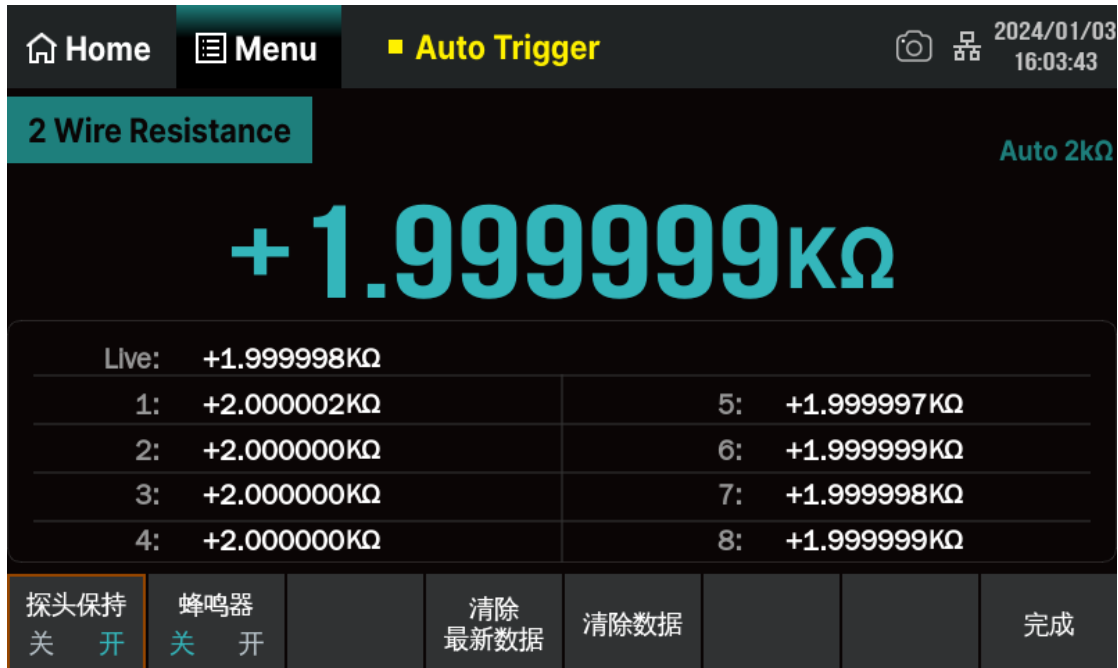 Home Menu Auto Trigger 2024/01/03
16:03:43
2 Wire Resistance
Auto 2kΩ
+1.999999KΩ
Live: +1.999998KΩ
1: +2.000002KΩ 5: +1.999997KΩ
2: +2.000000KΩ 6: +1.999999KΩ
3: +2.000000KΩ 7: +1.999998KΩ
4: +2.000000KΩ 8: +1.999999KΩ
探头保持
关 开
蜂鸣器
关 开
清除
最新数据
清除数据
完成